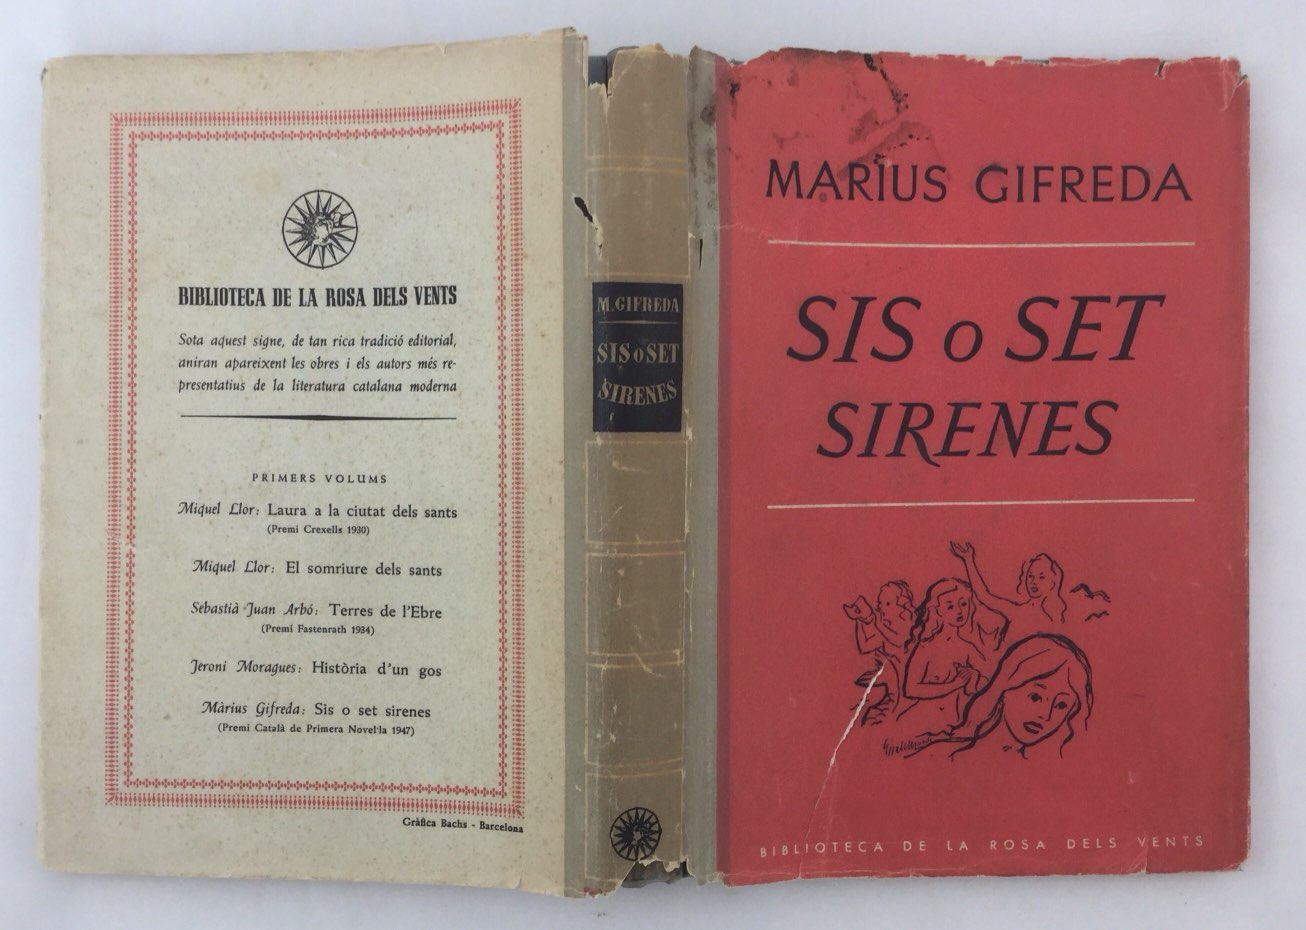 BIBLIOTECA DE LA ROSA DELS VENTS
Sota aquest signe, de tan rica tradició editorial,
aniran apareixent les obres i els autors més re-
presentatius de la literatura catalana moderna
PRIMERS VOLUMS
Miquel Llor: Laura a la ciutat dels sants
(Premi Crexells 1930)
Miquel Llor: El somriure dels sants
Sebastià Juan Arbó: Terres de l'Ebre
(Premi Fastenrath 1934)
Jeroni Moragues: Història d'un gos
Màrius Gifreda: Sis o set sirenes
(Premi Català de Primera Novel·la 1947)
Gràfica Bachs - Barcelona
M. GIFREDA
SIS o SET
SIRENES
MARIUS GIFREDA
SIS o SET
SIRENES
BIBLIOTECA DE LA ROSA DELS VENTS